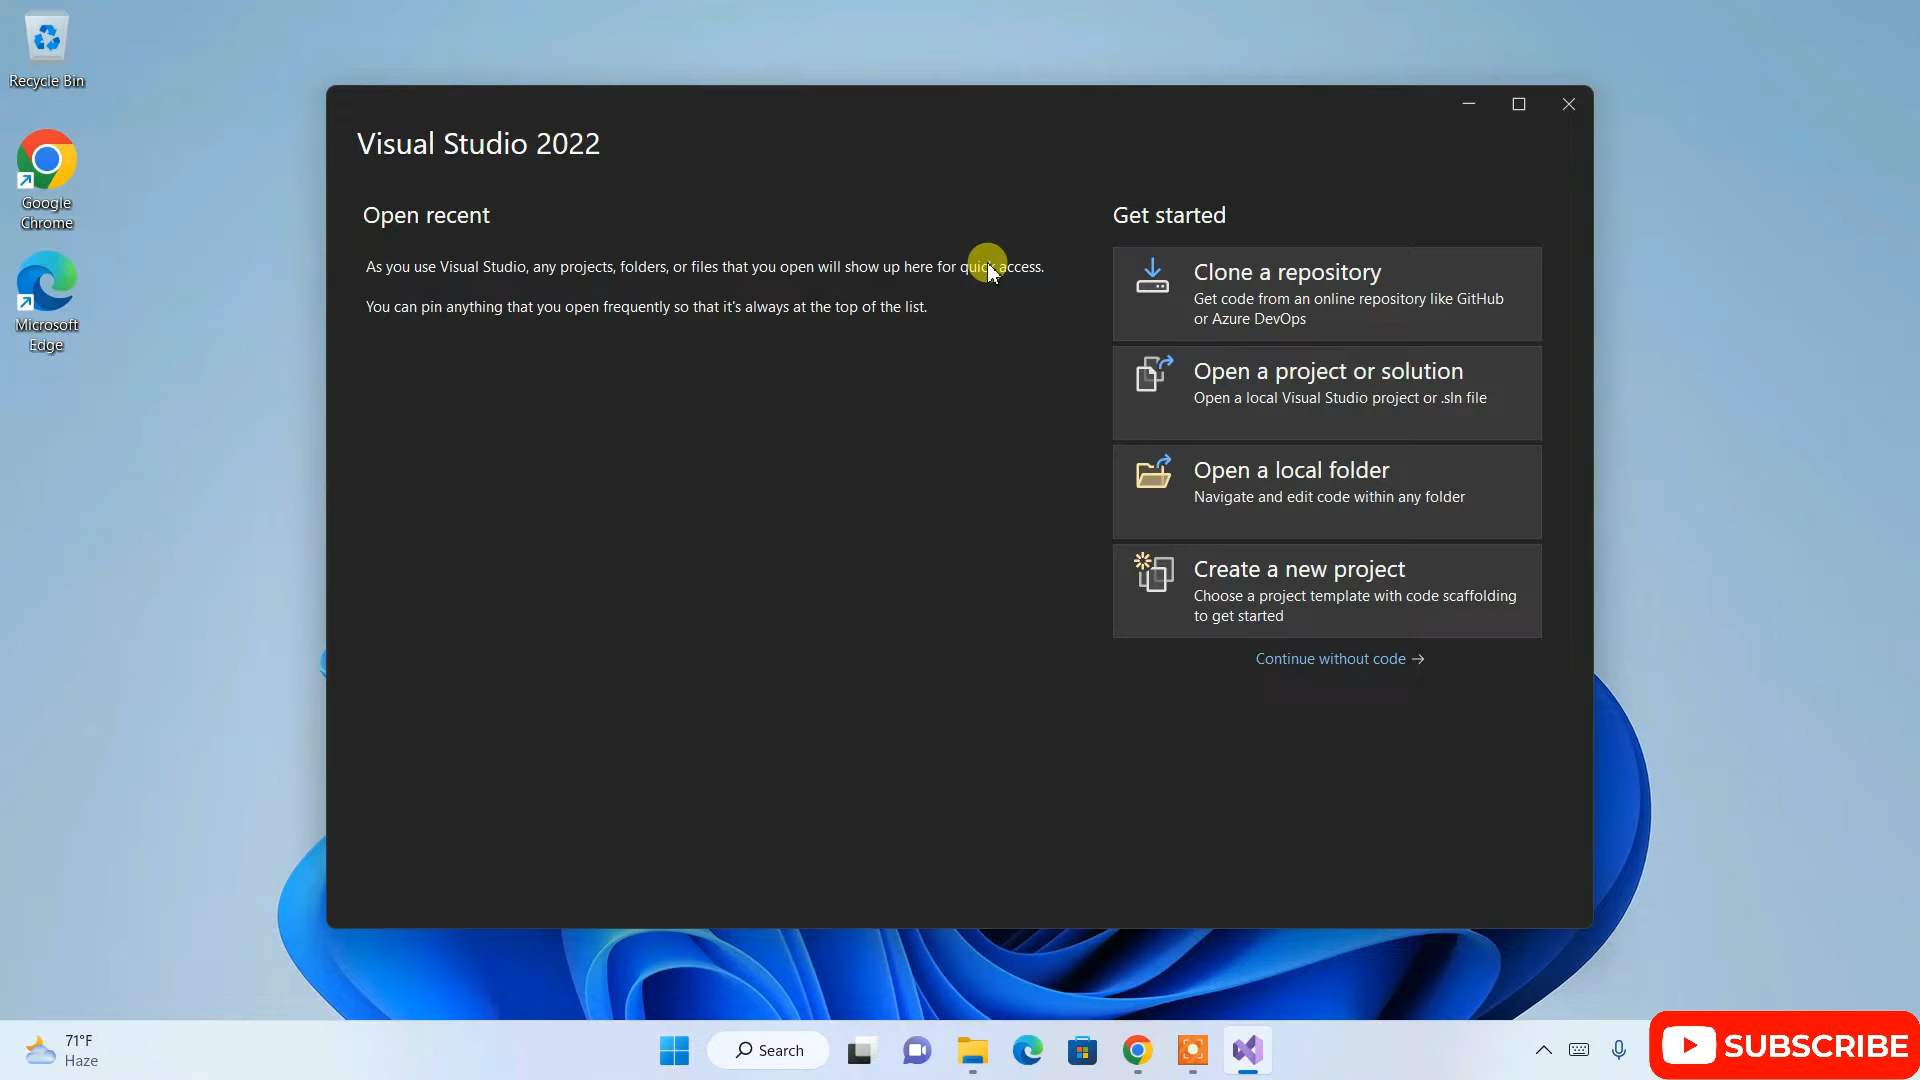 Recycle Bin
Google
Chrome
Microsoft
Edge
Visual Studio 2022
Open recent
As you use Visual Studio, any projects, folders, or files that you open will show up here for quick access.
You can pin anything that you open frequently so that it's always at the top of the list.
Get started
Clone a repository
Get code from an online repository like GitHub
or Azure DevOps
Open a project or solution
Open a local Visual Studio project or .sln file
Open a local folder
Navigate and edit code within any folder
Create a new project
Choose a project template with code scaffolding
to get started
Continue without code →
71°F
Haze
Search
SUBSCRIBE